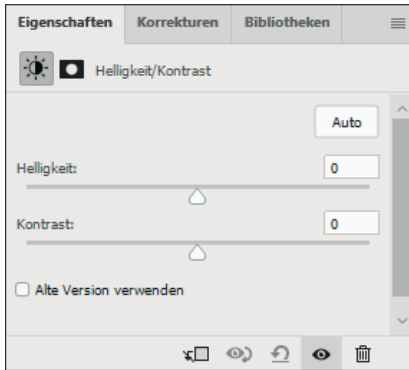 Eigenschaften Korrekturen Bibliotheken
Helligkeit/Kontrast
Auto
Helligkeit: 0
Kontrast: 0
Alte Version verwenden